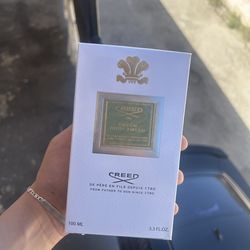 CREED
CREED
DE PÈRE EN FILS DEPUIS 1760
FROM FATHER TO SON SINCE 1760
100 ML
3.3 FL.OZ